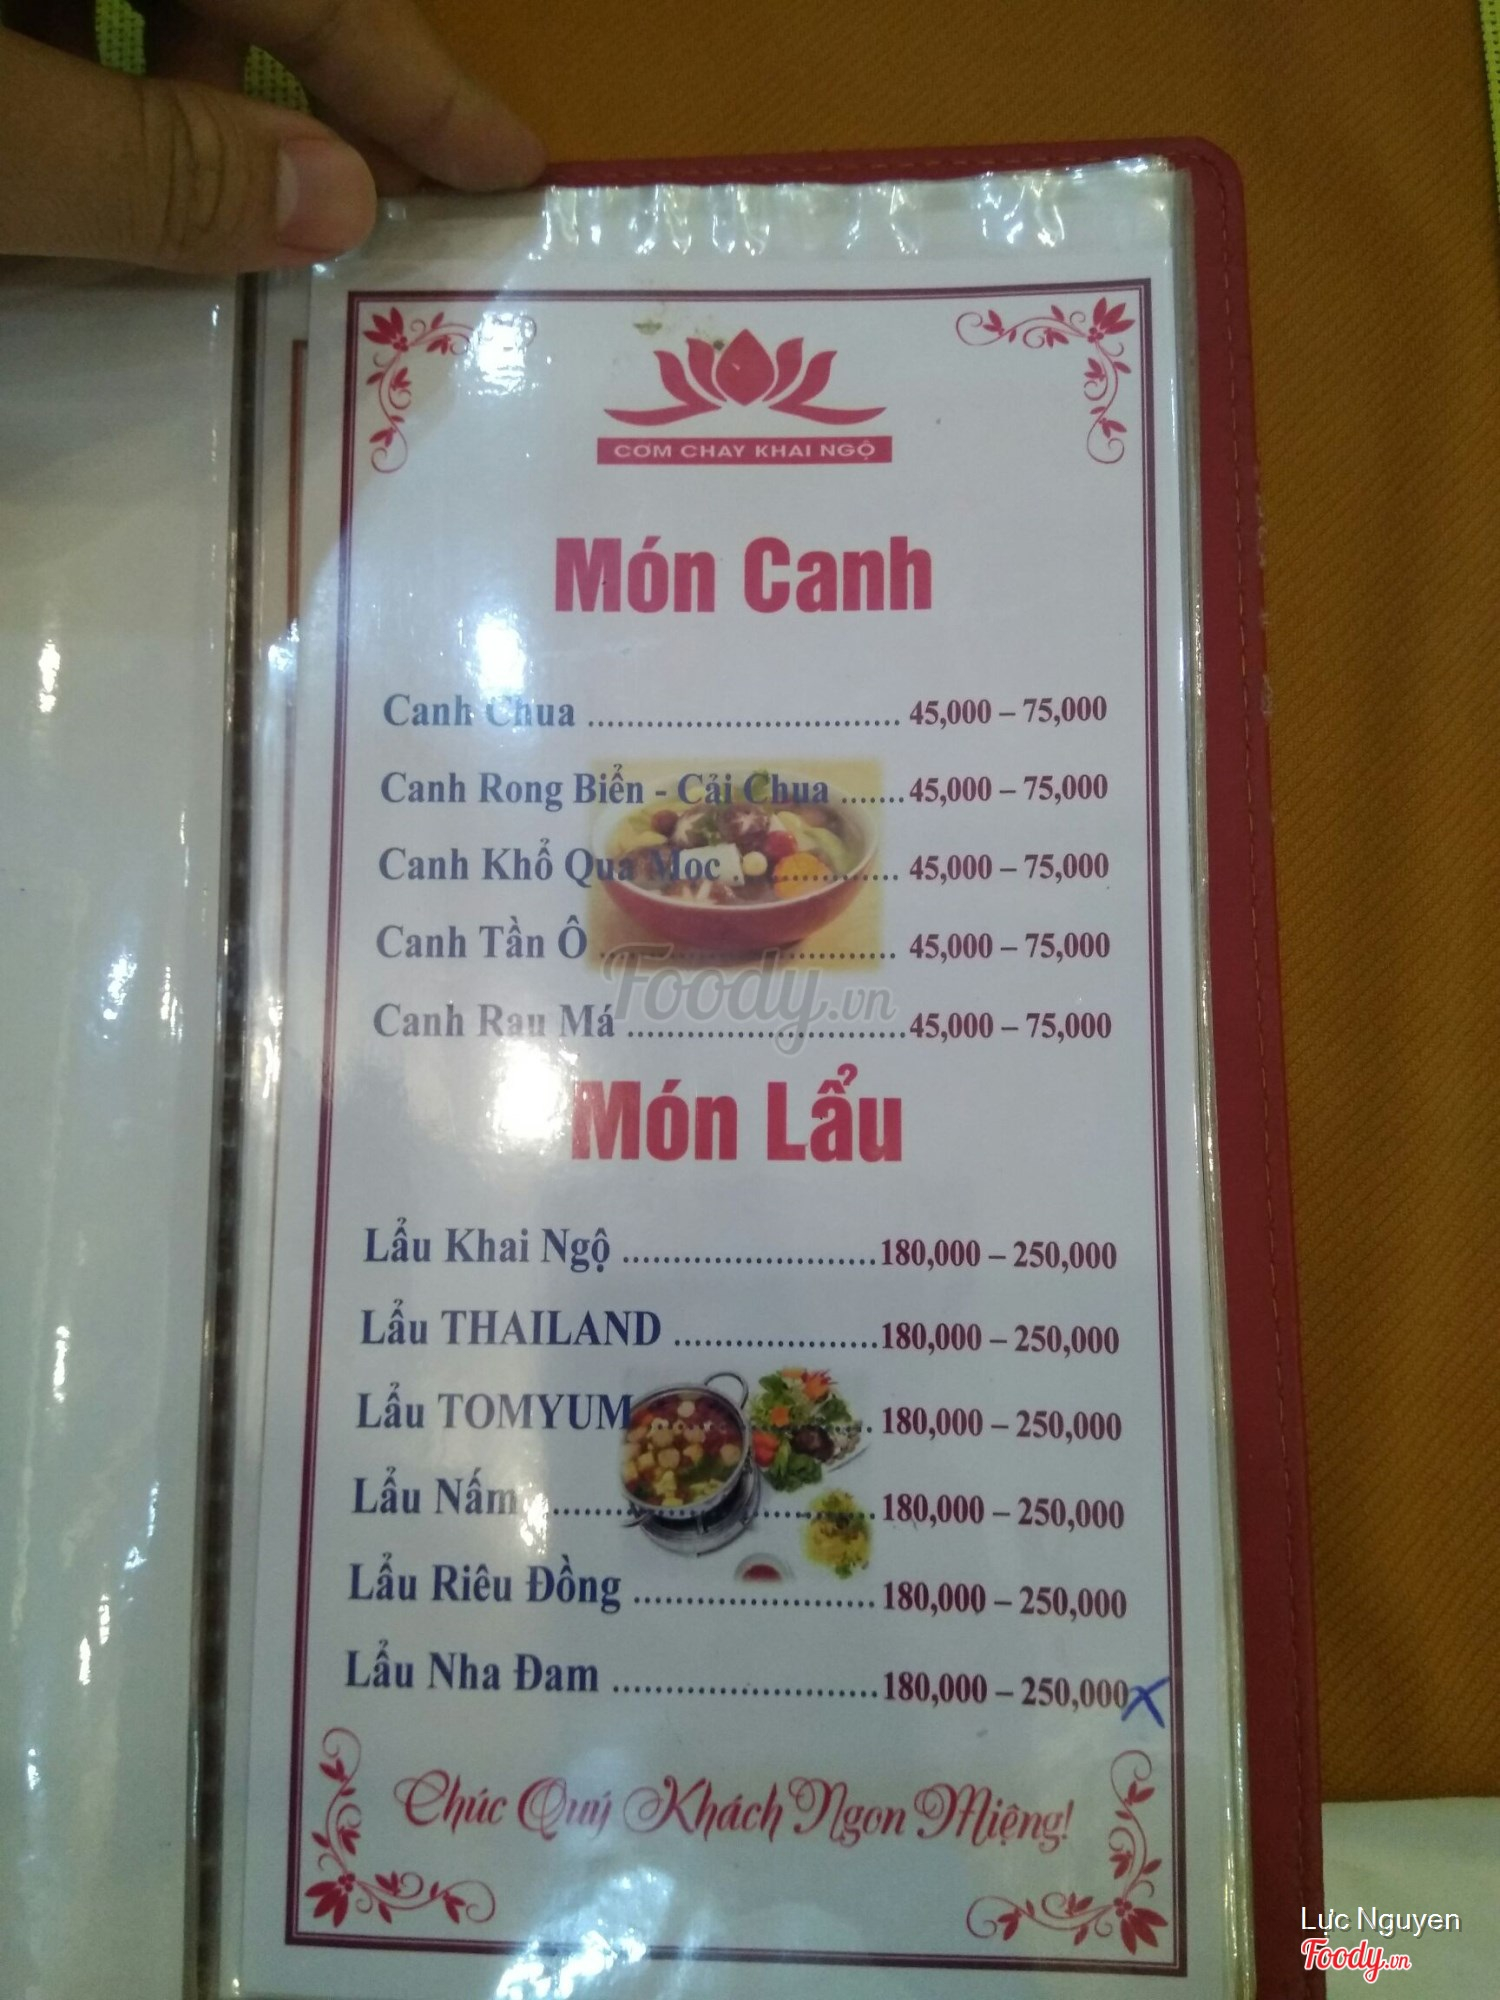 CƠM CHAY KHAI NGỘ
Món Canh
Canh Chua ................................ 45,000 – 75,000
Canh Rong Biển - Cải Chua .......45,000 – 75,000
Canh Khổ Qua Mọc .................. 45,000 – 75,000
Canh Tần Ô .............................. 45,000 – 75,000
Foody.vn
Canh Rau Má ............................45,000 – 75,000
Món Lẩu
Lẩu Khai Ngộ ..........................180,000 – 250,000
Lẩu THAILAND .....................180,000 – 250,000
Lẩu TOMYUM........................ 180,000 – 250,000
Lẩu Nấm .................................180,000 – 250,000
Lẩu Riêu Đồng ........................ 180,000 – 250,000
Lẩu Nha Đam ...........................180,000 – 250,000
Chúc Quý Khách Ngon Miệng!
Lực Nguyen
Foody.vn